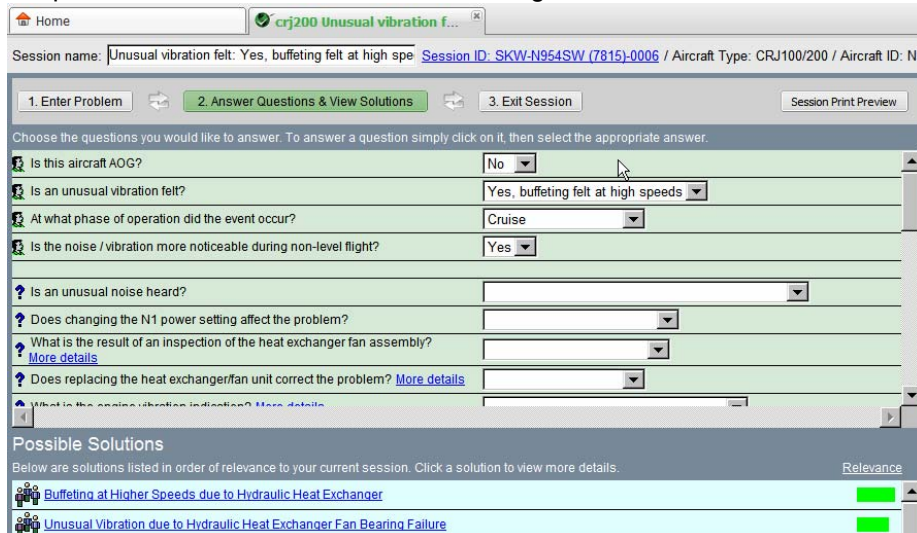 Home
crj200 Unusual vibration f...
Session name: Unusual vibration felt: Yes, buffeting felt at high spe Session ID: SKW-N954SW (7815)-0006 / Aircraft Type: CRJ100/200 / Aircraft ID: N
1. Enter Problem 2. Answer Questions & View Solutions 3. Exit Session Session Print Preview
Choose the questions you would like to answer. To answer a question simply click on it, then select the appropriate answer.
Is this aircraft AOG? No
Is an unusual vibration felt? Yes, buffeting felt at high speeds
At what phase of operation did the event occur? Cruise
Is the noise / vibration more noticeable during non-level flight? Yes
? Is an unusual noise heard?
? Does changing the N1 power setting affect the problem?
? What is the result of an inspection of the heat exchanger fan assembly?
More details
? Does replacing the heat exchanger/fan unit correct the problem? More details
? What is the engine vibration indication? More details
Possible Solutions
Below are solutions listed in order of relevance to your current session. Click a solution to view more details. Relevance
Buffeting at Higher Speeds due to Hydraulic Heat Exchanger
Unusual Vibration due to Hydraulic Heat Exchanger Fan Bearing Failure